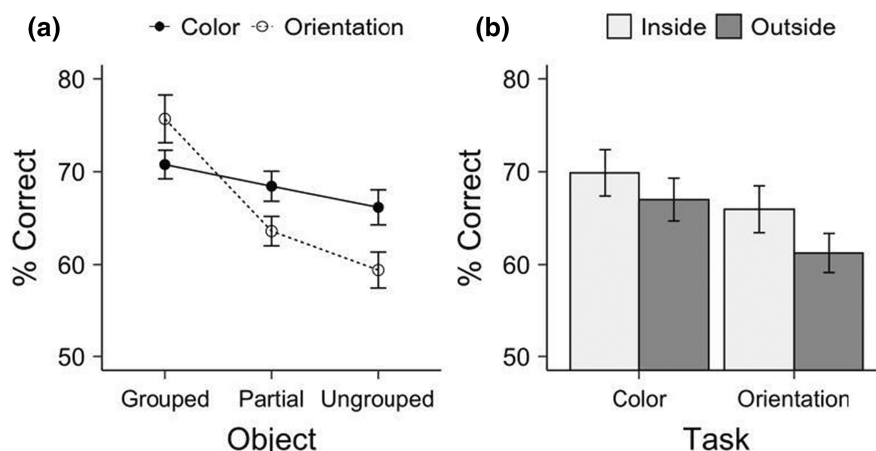 (a) Color Orientation
80
70
60
50
% Correct
Grouped Partial Ungrouped
Object
(b) Inside Outside
80
70
60
50
% Correct
Color Orientation
Task